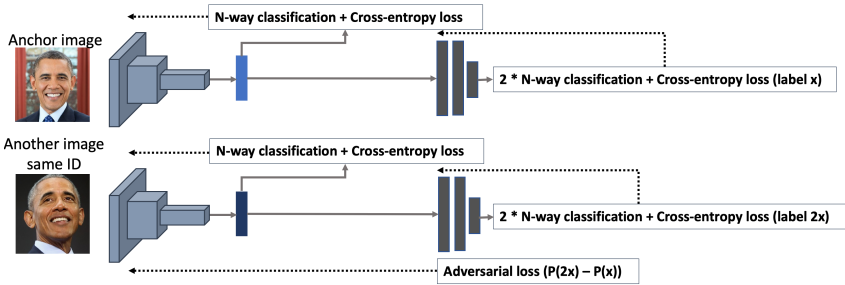 N-way classification + Cross-entropy loss
Anchor image
2 * N-way classification + Cross-entropy loss (label x)
Another image
same ID
N-way classification + Cross-entropy loss
2 * N-way classification + Cross-entropy loss (label 2x)
Adversarial loss (P(2x) – P(x))